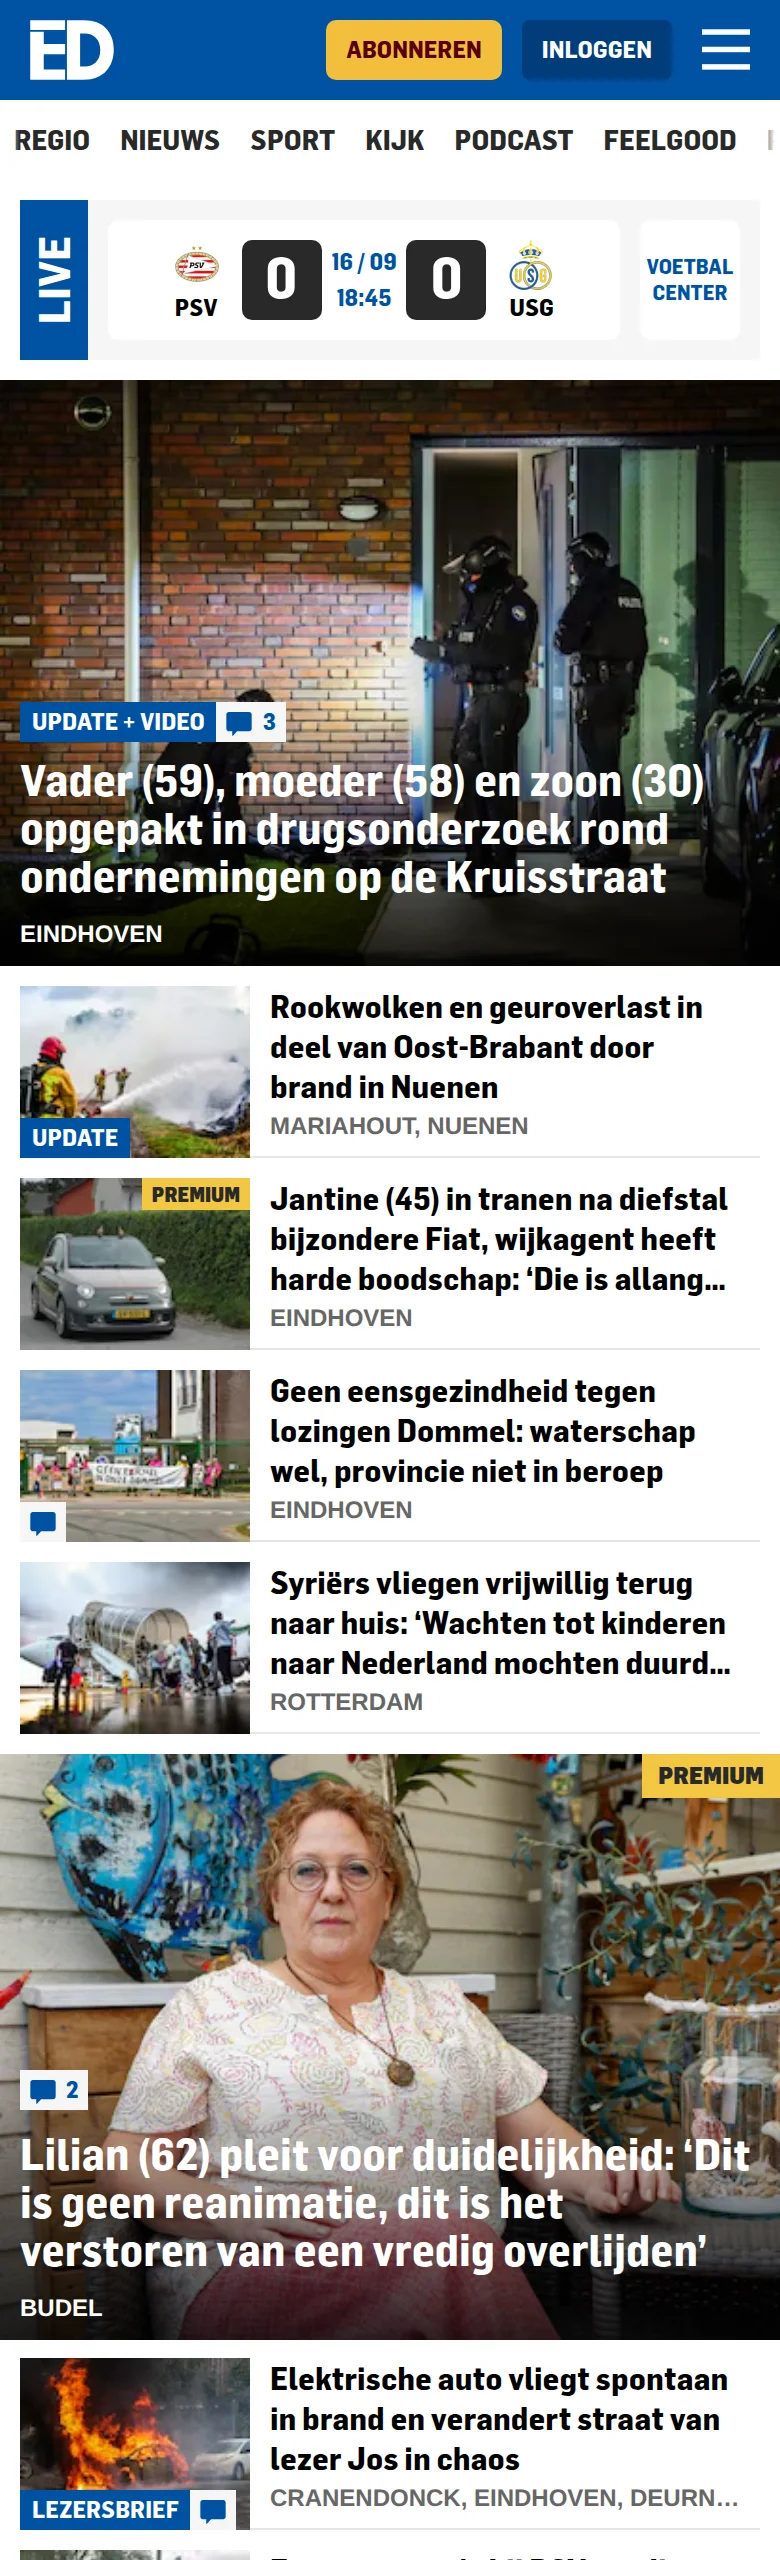 ED
ABONNEREN
INLOGGEN
REGIO NIEUWS SPORT KIJK PODCAST FEELGOOD
LIVE
PSV
0
16 / 09
18:45
0
USG
VOETBAL
CENTER
UPDATE + VIDEO
3
Vader (59), moeder (58) en zoon (30)
opgepakt in drugsonderzoek rond
ondernemingen op de Kruisstraat
EINDHOVEN
Rookwolken en geuroverlast in
deel van Oost-Brabant door
brand in Nuenen
MARIAHOUT, NUENEN
UPDATE
PREMIUM
Jantine (45) in tranen na diefstal
bijzondere Fiat, wijkagent heeft
harde boodschap: ‘Die is allang...
EINDHOVEN
Geen eensgezindheid tegen
lozingen Dommel: waterschap
wel, provincie niet in beroep
EINDHOVEN
Syriërs vliegen vrijwillig terug
naar huis: ‘Wachten tot kinderen
naar Nederland mochten duurd...
ROTTERDAM
PREMIUM
2
Lilian (62) pleit voor duidelijkheid: ‘Dit
is geen reanimatie, dit is het
verstoren van een vredig overlijden’
BUDEL
Elektrische auto vliegt spontaan
in brand en verandert straat van
lezer Jos in chaos
CRANENDONCK, EINDHOVEN, DEURN...
LEZERSBRIEF